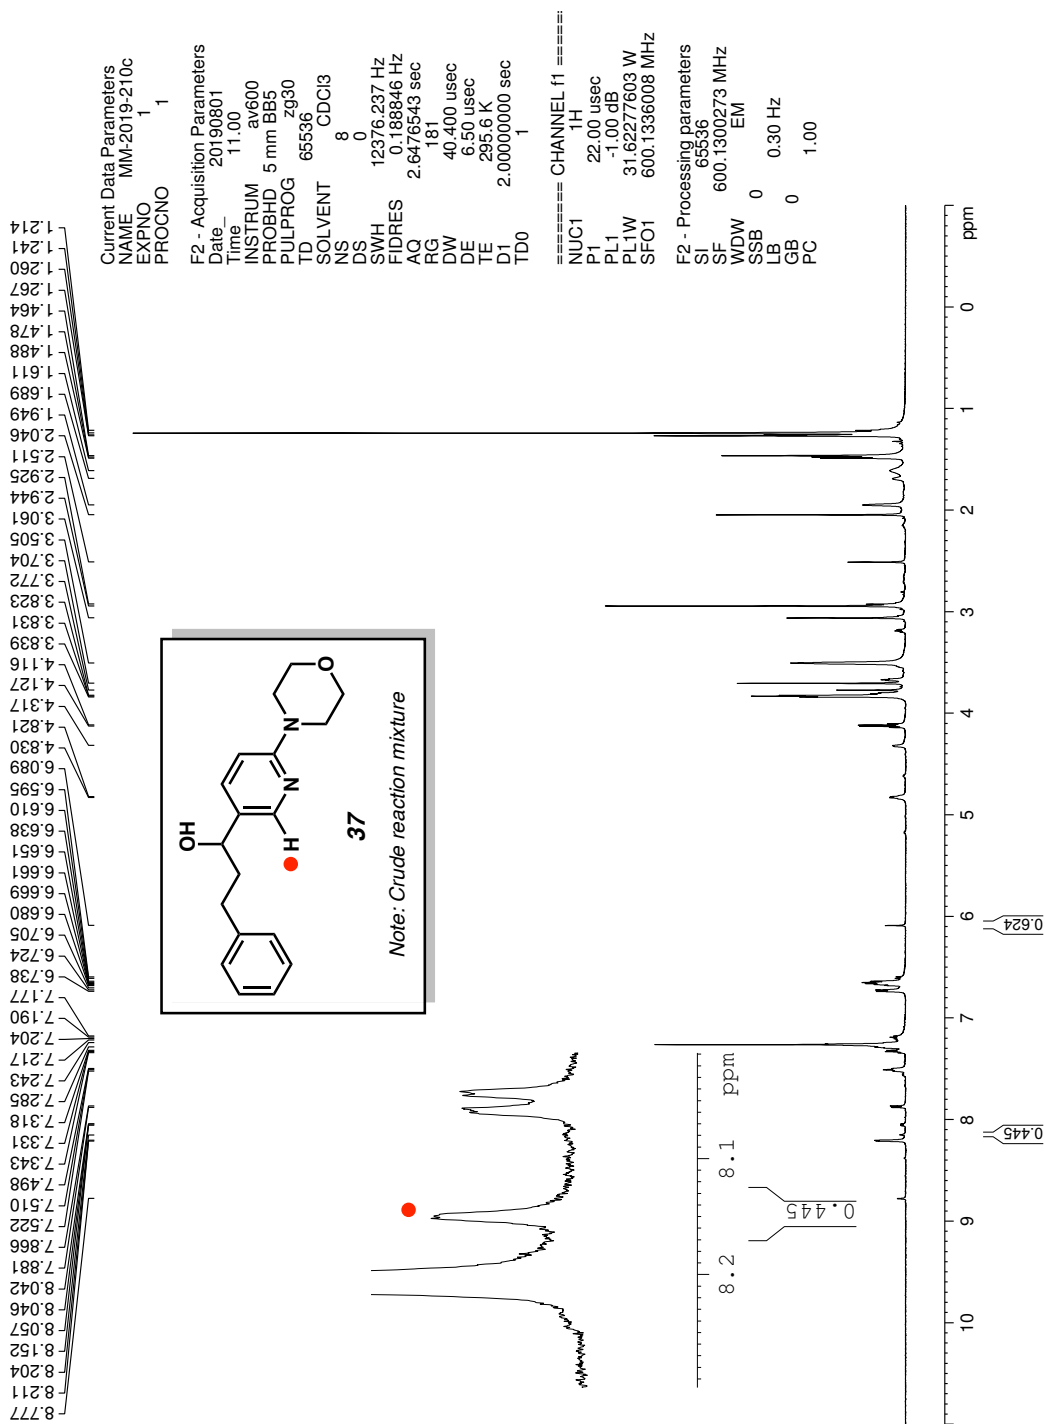 Current Data Parameters
NAME MM-2019-210c
EXPNO 1
PROCNO 1
F2 - Acquisition Parameters
Date_ 20190801
Time 11.00
INSTRUM av600
PROBHD 5 mm BB5
PULPROG zg30
TD 65536
SOLVENT CDCl3
NS 8
DS 0
SWH 12376.237 Hz
FIDRES 0.188846 Hz
AQ 2.6476543 sec
RG 181
DW 40.400 usec
DE 6.50 usec
TE 295.6 K
D1 2.00000000 sec
TD0 1
======== CHANNEL f1 =====
NUC1 1H
P1 22.00 usec
PL1 -1.00 dB
PL1W 31.62277603 W
SFO1 600.1336008 MHz
F2 - Processing parameters
SI 65536
SF 600.1300273 MHz
WDW EM
SSB 0
LB 0.30 Hz
GB 0
PC 1.00
8.777
8.211
8.204
8.152
8.057
8.046
8.042
7.881
7.866
7.522
7.510
7.498
7.343
7.331
7.318
7.285
7.243
7.217
7.204
7.190
7.177
6.738
6.724
6.705
6.680
6.669
6.661
6.651
6.638
6.610
6.595
6.089
4.830
4.821
4.317
4.127
4.116
3.839
3.831
3.823
3.772
3.704
3.505
3.061
2.944
2.925
2.511
2.046
1.949
1.689
1.611
1.488
1.478
1.464
1.267
1.260
1.241
1.214
OH
H
N
N
O
37
Note: Crude reaction mixture
8.2 8.1 ppm
0.445
10 9 8 7 6 5 4 3 2 1 0 ppm
0.445 0.624